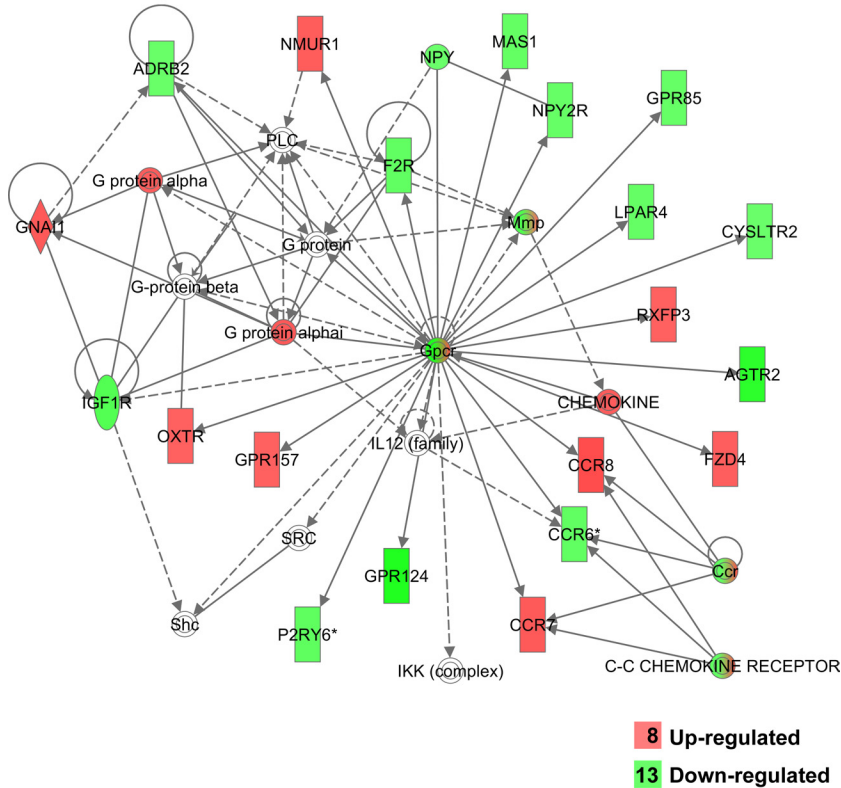 NMUR1
MAS1
NPY
ADRB2
GPR85
NPY2R
PLC
F2R
G protein alpha
LPAR4
Mmp
GNAI1
CYSLTR2
G protein
G-protein beta
RXFP3
G protein alphai
Gpcr
AGTR2
IGF1R
CHEMOKINE
OXTR
IL12 (family)
GPR157
CCR8
FZD4
CCR6*
SRC
Ccr
GPR124
Shc
CCR7
P2RY6*
C-C CHEMOKINE RECEPTOR
IKK (complex)
8 Up-regulated
13 Down-regulated